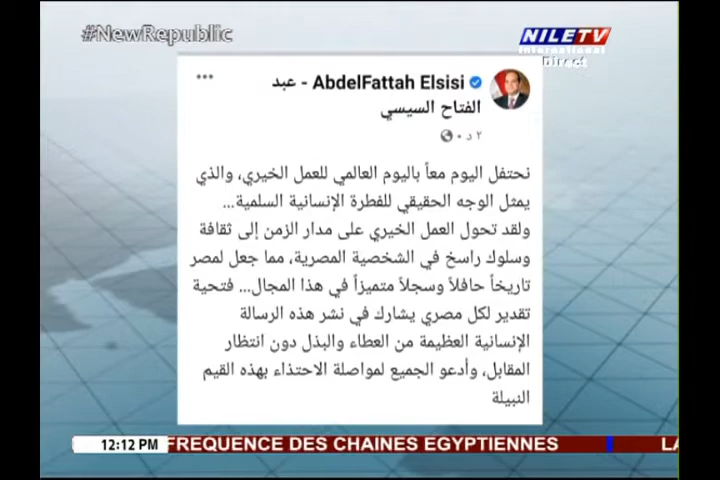 #NewRepublic
NILE TV
International
Direct
AbdelFattah Elsisi - عبد
الفتاح السيسي
٢ د •
نحتفل اليوم معاً باليوم العالمي للعمل الخيري، والذي
يمثل الوجه الحقيقي للفطرة الإنسانية السلمية...
ولقد تحول العمل الخيري على مدار الزمن إلى ثقافة
وسلوك راسخ في الشخصية المصرية، مما جعل لمصر
تاريخاً حافلاً وسجلاً متميزاً في هذا المجال... فتحية
تقدير لكل مصري يشارك في نشر هذه الرسالة
الإنسانية العظيمة من العطاء والبذل دون انتظار
المقابل، وأدعو الجميع لمواصلة الاحتذاء بهذه القيم
النبيلة
12:12 PM FREQUENCE DES CHAINES EGYPTIENNES LA